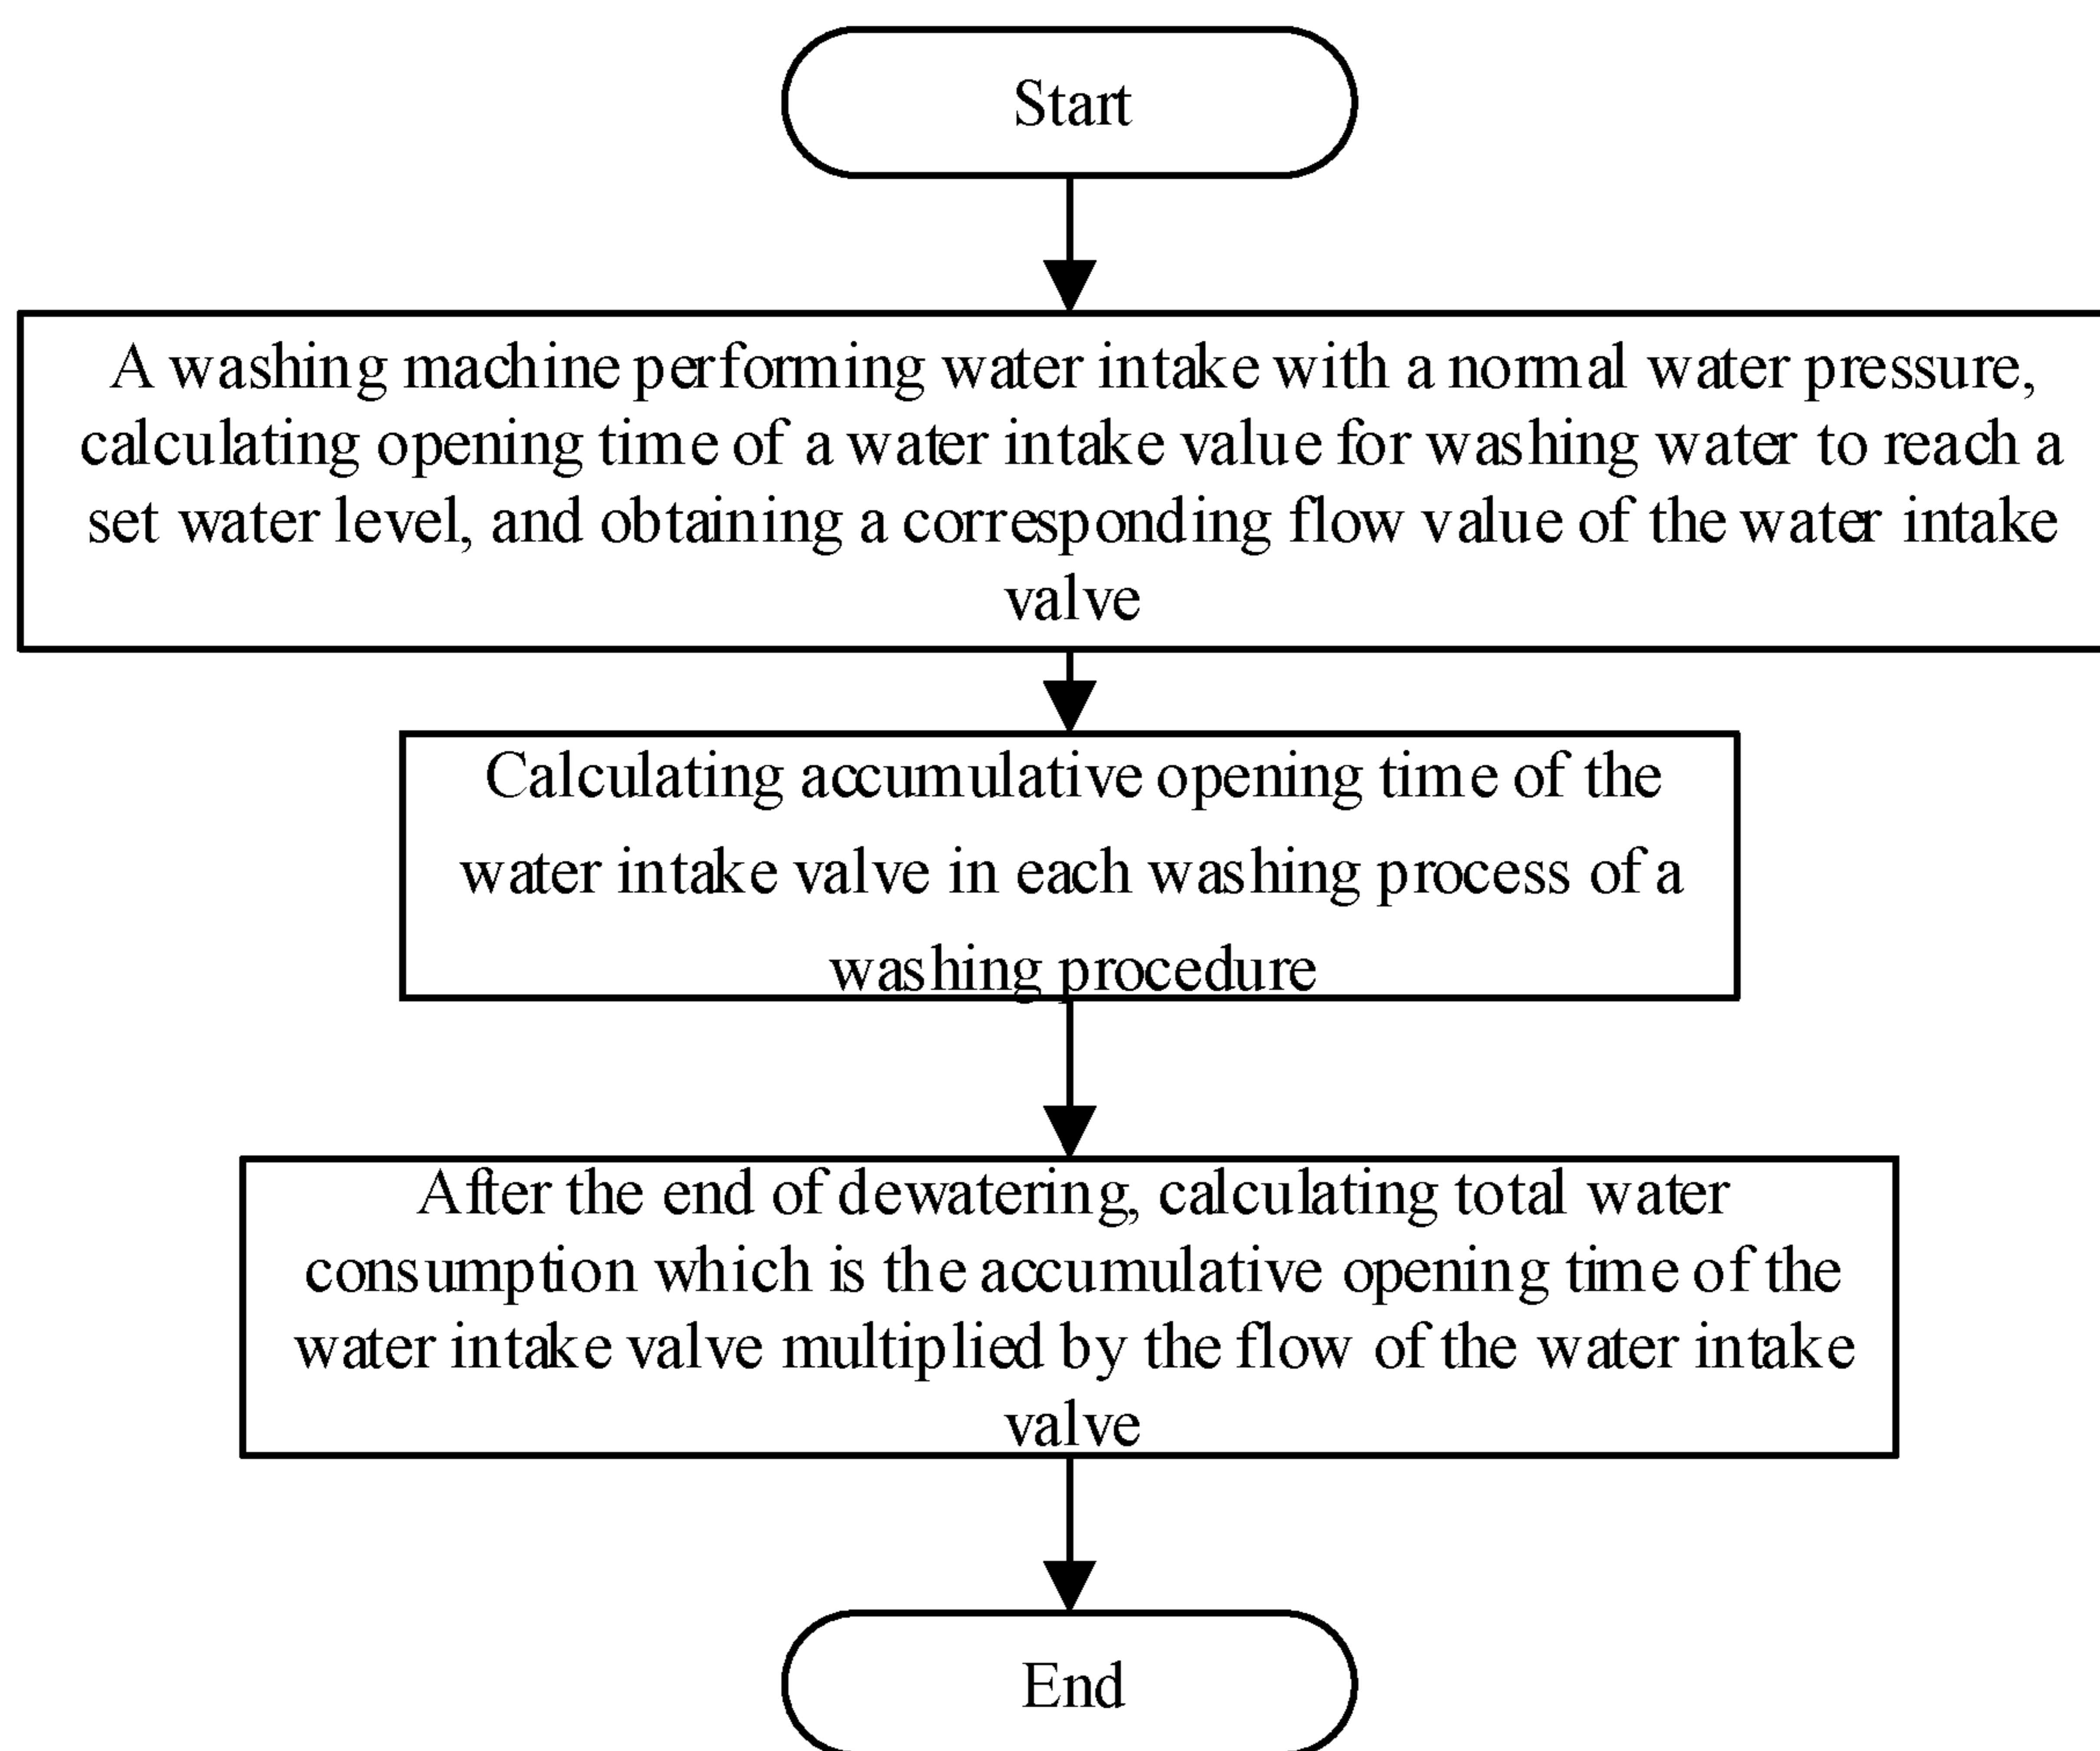 Start
A washing machine performing water intake with a normal water pressure,
calculating opening time of a water intake value for washing water to reach a
set water level, and obtaining a corresponding flow value of the water intake
valve
Calculating accumulative opening time of the
water intake valve in each washing process of a
washing procedure
After the end of dewatering, calculating total water
consumption which is the accumulative opening time of the
water intake valve multiplied by the flow of the water intake
valve
End